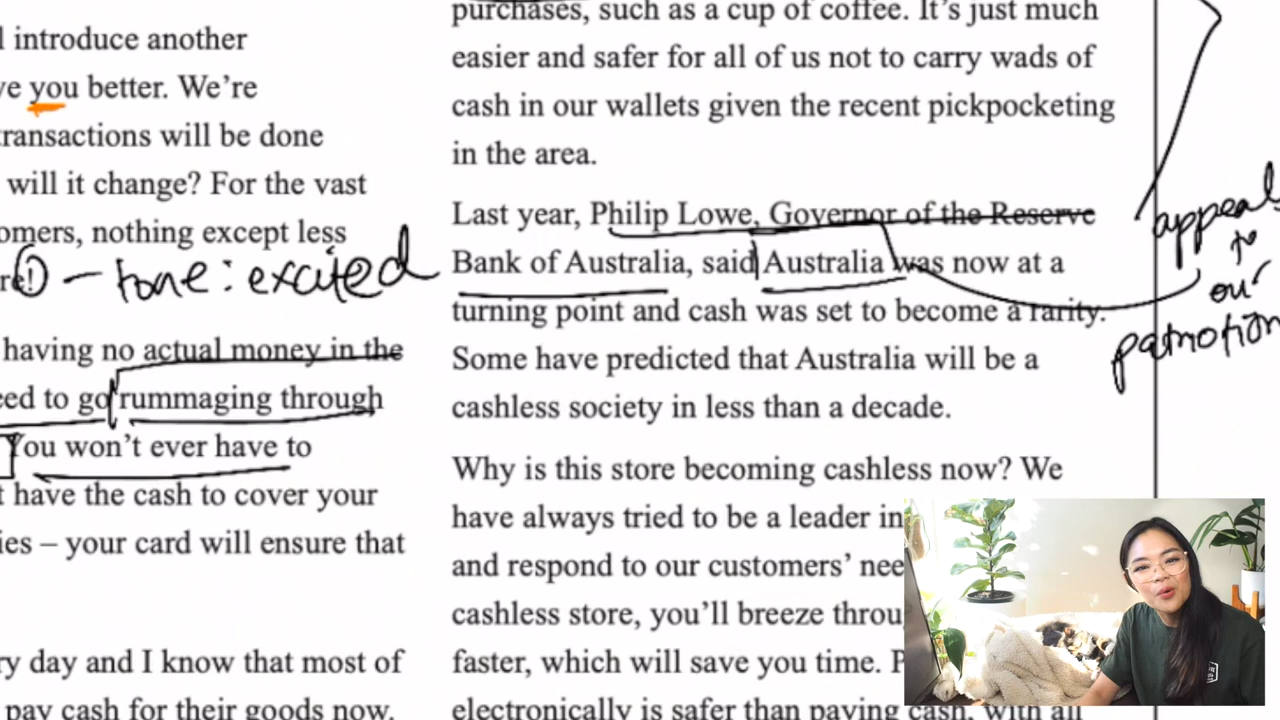 introduce another
you better. We're
transactions will be done
will it change? For the vast
omers, nothing except less
re! – tone: excited
having no actual money in the
eed to go rummaging through
You won't ever have to
have the cash to cover your
ies – your card will ensure that
ry day and I know that most of
pay cash for their goods now.
purchases, such as a cup of coffee. It's just much
easier and safer for all of us not to carry wads of
cash in our wallets given the recent pickpocketing
in the area.
Last year, Philip Lowe, Governor of the Reserve
Bank of Australia, said Australia was now at a
turning point and cash was set to become a rarity.
Some have predicted that Australia will be a
cashless society in less than a decade.
Why is this store becoming cashless now? We
have always tried to be a leader in
and respond to our customers' nee
cashless store, you'll breeze throu
faster, which will save you time. P
electronically is safer than paying cash, with all
appeal
to
our
patriotism